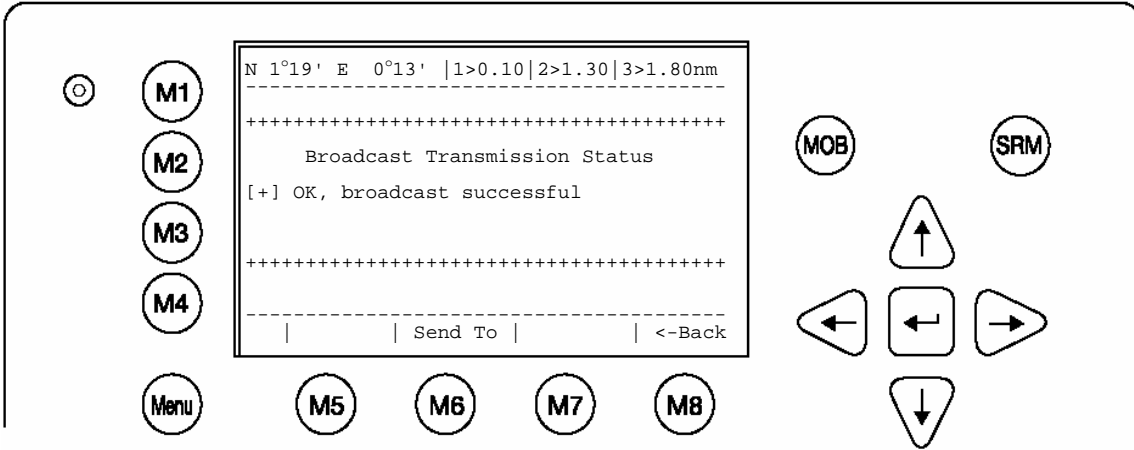 N 1°19' E  0°13' |1>0.10|2>1.30|3>1.80nm
----------------------------------------
++++++++++++++++++++++++++++++++++++++++
Broadcast Transmission Status
[+] OK, broadcast successful
++++++++++++++++++++++++++++++++++++++++
----------------------------------------
| | Send To | | <-Back
M1
M2
M3
M4
Menu
M5
M6
M7
M8
MOB
SRM